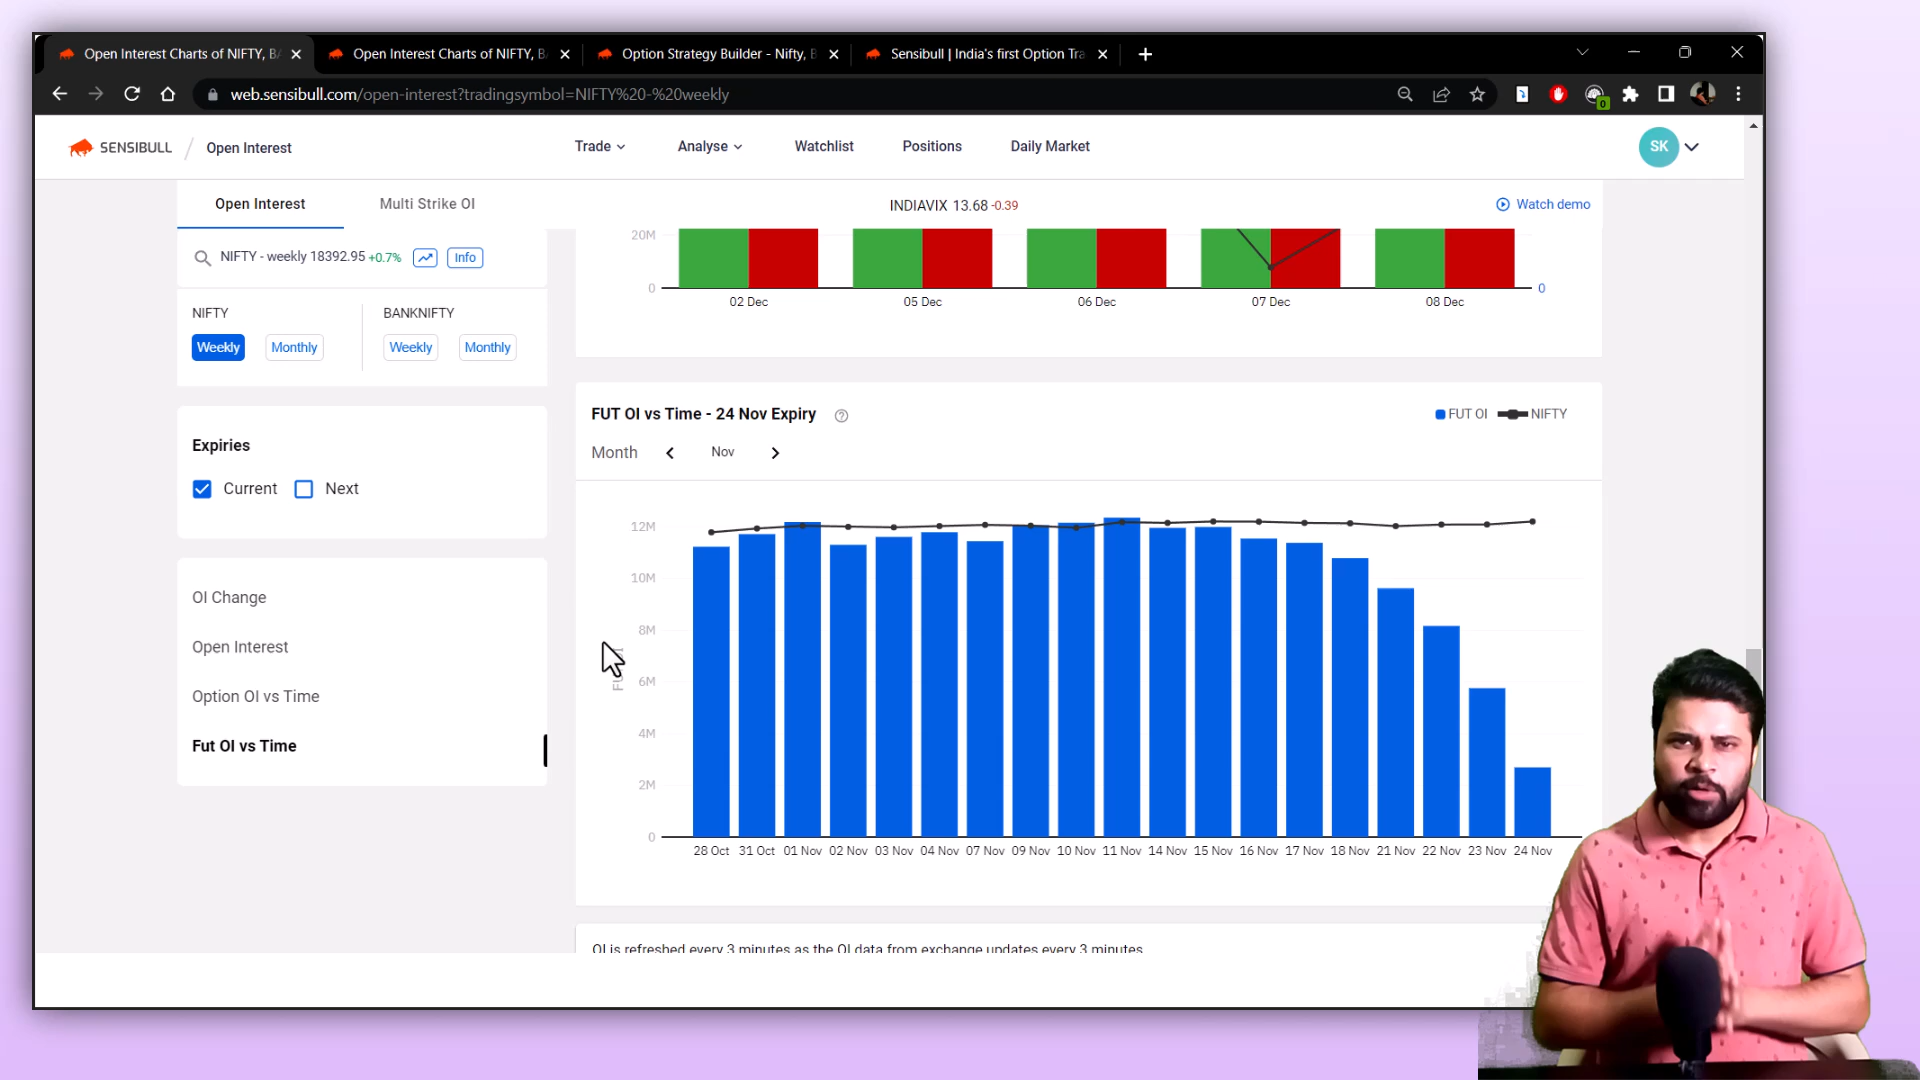 Open Interest Charts of NIFTY, BA
Open Interest Charts of NIFTY, BA
Option Strategy Builder - Nifty, B
Sensibull | India's first Option Tra
web.sensibull.com/open-interest?tradingsymbol=NIFTY%20-%20weekly
0
SENSIBULL / Open Interest
Trade
Analyse
Watchlist
Positions
Daily Market
SK
Open Interest
Multi Strike OI
INDIAVIX 13.68 -0.39
Watch demo
NIFTY - weekly 18392.95 +0.7%
Info
NIFTY
BANKNIFTY
Weekly
Monthly
Weekly
Monthly
Expiries
Current
Next
OI Change
Open Interest
Option OI vs Time
Fut OI vs Time
20M
0
0
02 Dec
05 Dec
06 Dec
07 Dec
08 Dec
FUT OI vs Time - 24 Nov Expiry
FUT OI
NIFTY
Month
Nov
12M
10M
8M
6M
4M
2M
0
28 Oct
31 Oct
01 Nov
02 Nov
03 Nov
04 Nov
07 Nov
09 Nov
10 Nov
11 Nov
14 Nov
15 Nov
16 Nov
17 Nov
18 Nov
21 Nov
22 Nov
23 Nov
24 Nov
OI is refreshed every 3 minutes as the OI data from exchange updates every 3 minutes